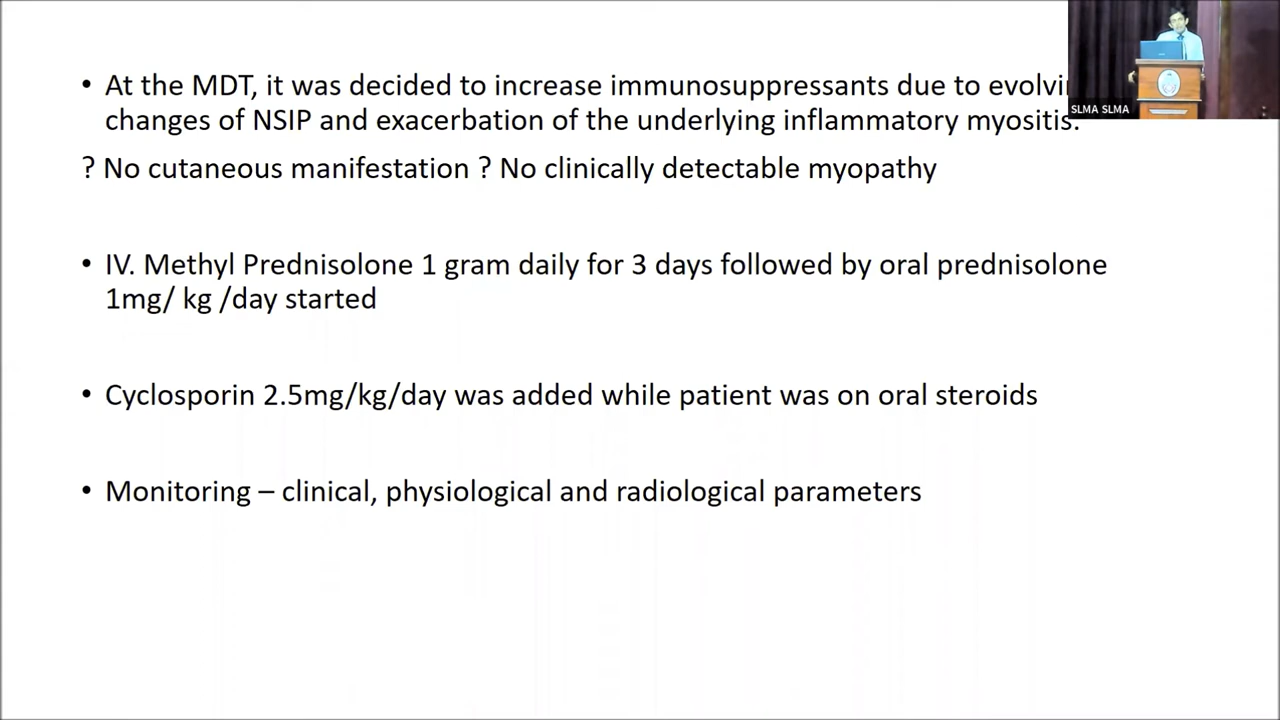 • At the MDT, it was decided to increase immunosuppressants due to
changes of NSIP and exacerbation of the underlying inflammatory myositis.
? No cutaneous manifestation ? No clinically detectable myopathy
• IV. Methyl Prednisolone 1 gram daily for 3 days followed by oral prednisolone
1mg/ kg /day started
• Cyclosporin 2.5mg/kg/day was added while patient was on oral steroids
• Monitoring – clinical, physiological and radiological parameters
SLMA SLMA